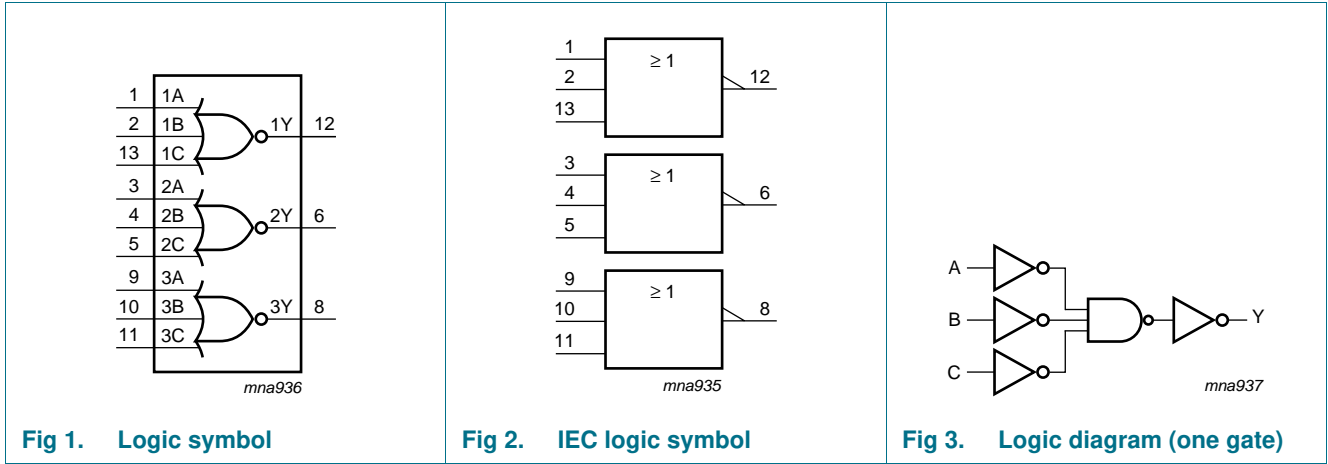 1 1A
2 1B 1Y 12
13 1C
3 2A
4 2B 2Y 6
5 2C
9 3A
10 3B 3Y 8
11 3C
mna936
Fig 1. Logic symbol
1 ≥ 1
2 12
13
3 ≥ 1
4 6
5
9 ≥ 1
10 8
11
mna935
Fig 2. IEC logic symbol
A
B Y
C
mna937
Fig 3. Logic diagram (one gate)